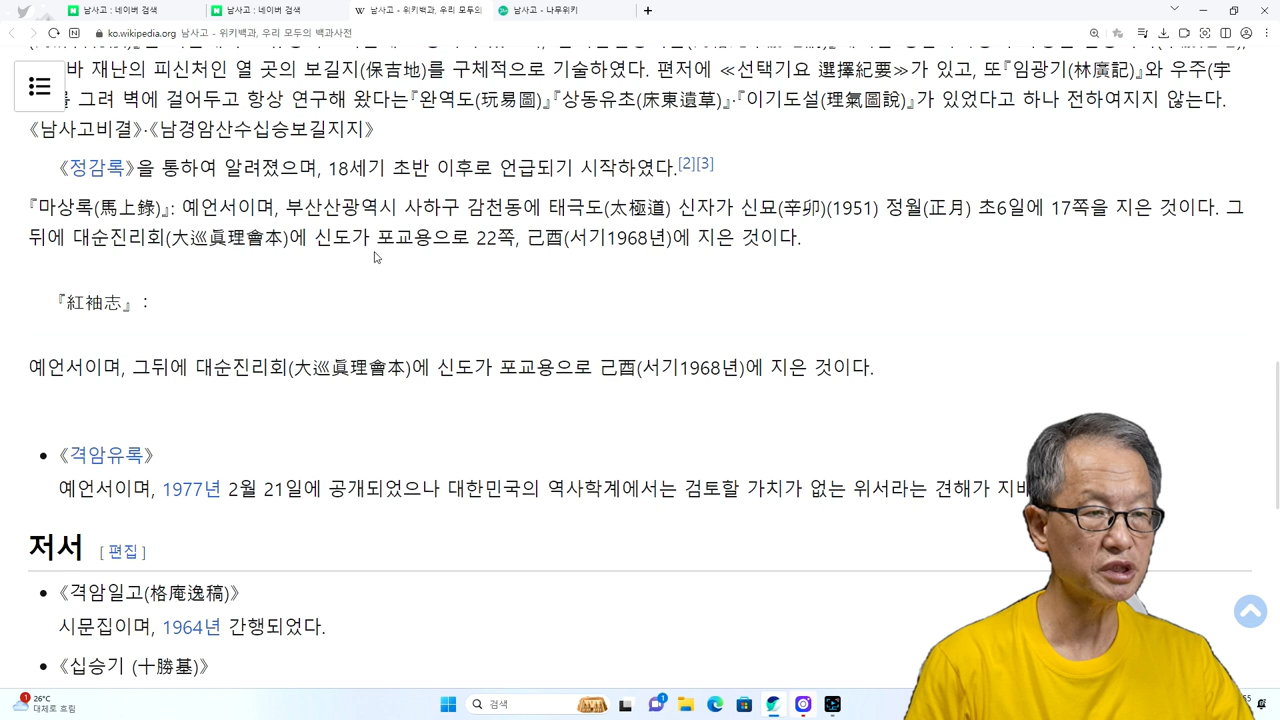 남사고 : 네이버 검색
남사고 : 네이버 검색
남사고 - 위키백과, 우리 모두의
남사고 - 나무위키
ko.wikipedia.org 남사고 - 위키백과, 우리 모두의 백과사전
바 재난의 피신처인 열 곳의 보길지(保吉地)를 구체적으로 기술하였다. 편저에 ≪선택기요 選擇紀要≫가 있고, 또『임광기(林廣記)』와 우주(宇
그려 벽에 걸어두고 항상 연구해 왔다는『완역도(玩易圖)』『상동유초(床東遺草)』·『이기도설(理氣圖說)』가 있었다고 하나 전하여지지 않는다.
《남사고비결》·《남경암산수십승보길지지》
《정감록》을 통하여 알려졌으며, 18세기 초반 이후로 언급되기 시작하였다.[2][3]
『마상록(馬上錄)』: 예언서이며, 부산산광역시 사하구 감천동에 태극도(太極道) 신자가 신묘(辛卯)(1951) 정월(正月) 초6일에 17쪽을 지은 것이다. 그
뒤에 대순진리회(大巡眞理會本)에 신도가 포교용으로 22쪽, 己酉(서기1968년)에 지은 것이다.
『紅袖志』 :
예언서이며, 그뒤에 대순진리회(大巡眞理會本)에 신도가 포교용으로 己酉(서기1968년)에 지은 것이다.
《격암유록》
예언서이며, 1977년 2월 21일에 공개되었으나 대한민국의 역사학계에서는 검토할 가치가 없는 위서라는 견해가
저서 [ 편집 ]
《격암일고(格庵逸稿)》
시문집이며, 1964년 간행되었다.
《십승기 (十勝基)》
1
26°C
대체로 흐림
검색
1
55